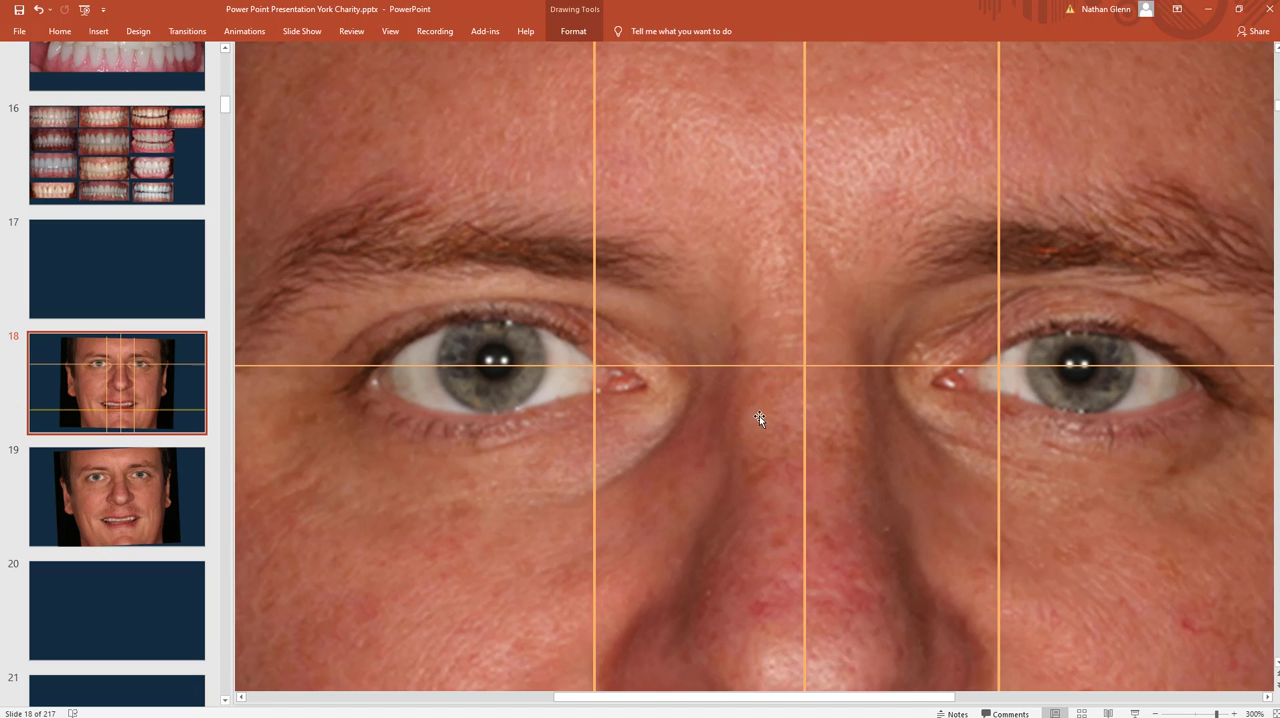 Power Point Presentation York Charity.pptx - PowerPoint
Drawing Tools
Nathan Glenn
File
Home
Insert
Design
Transitions
Animations
Slide Show
Review
View
Recording
Add-ins
Help
Format
Tell me what you want to do
Share
16
17
18
19
20
21
Slide 18 of 217
Notes
Comments
300%